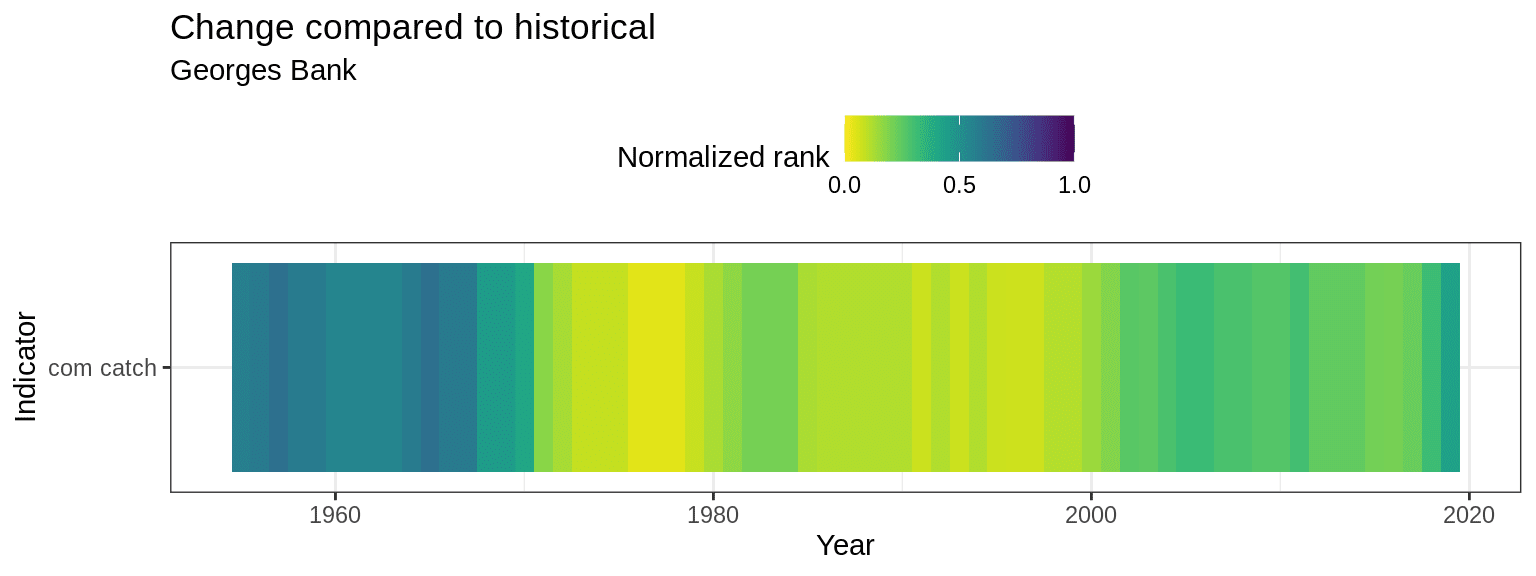 Change compared to historical
Georges Bank
Normalized rank
0.0 0.5 1.0
Indicator
com catch
1960 1980 2000 2020
Year